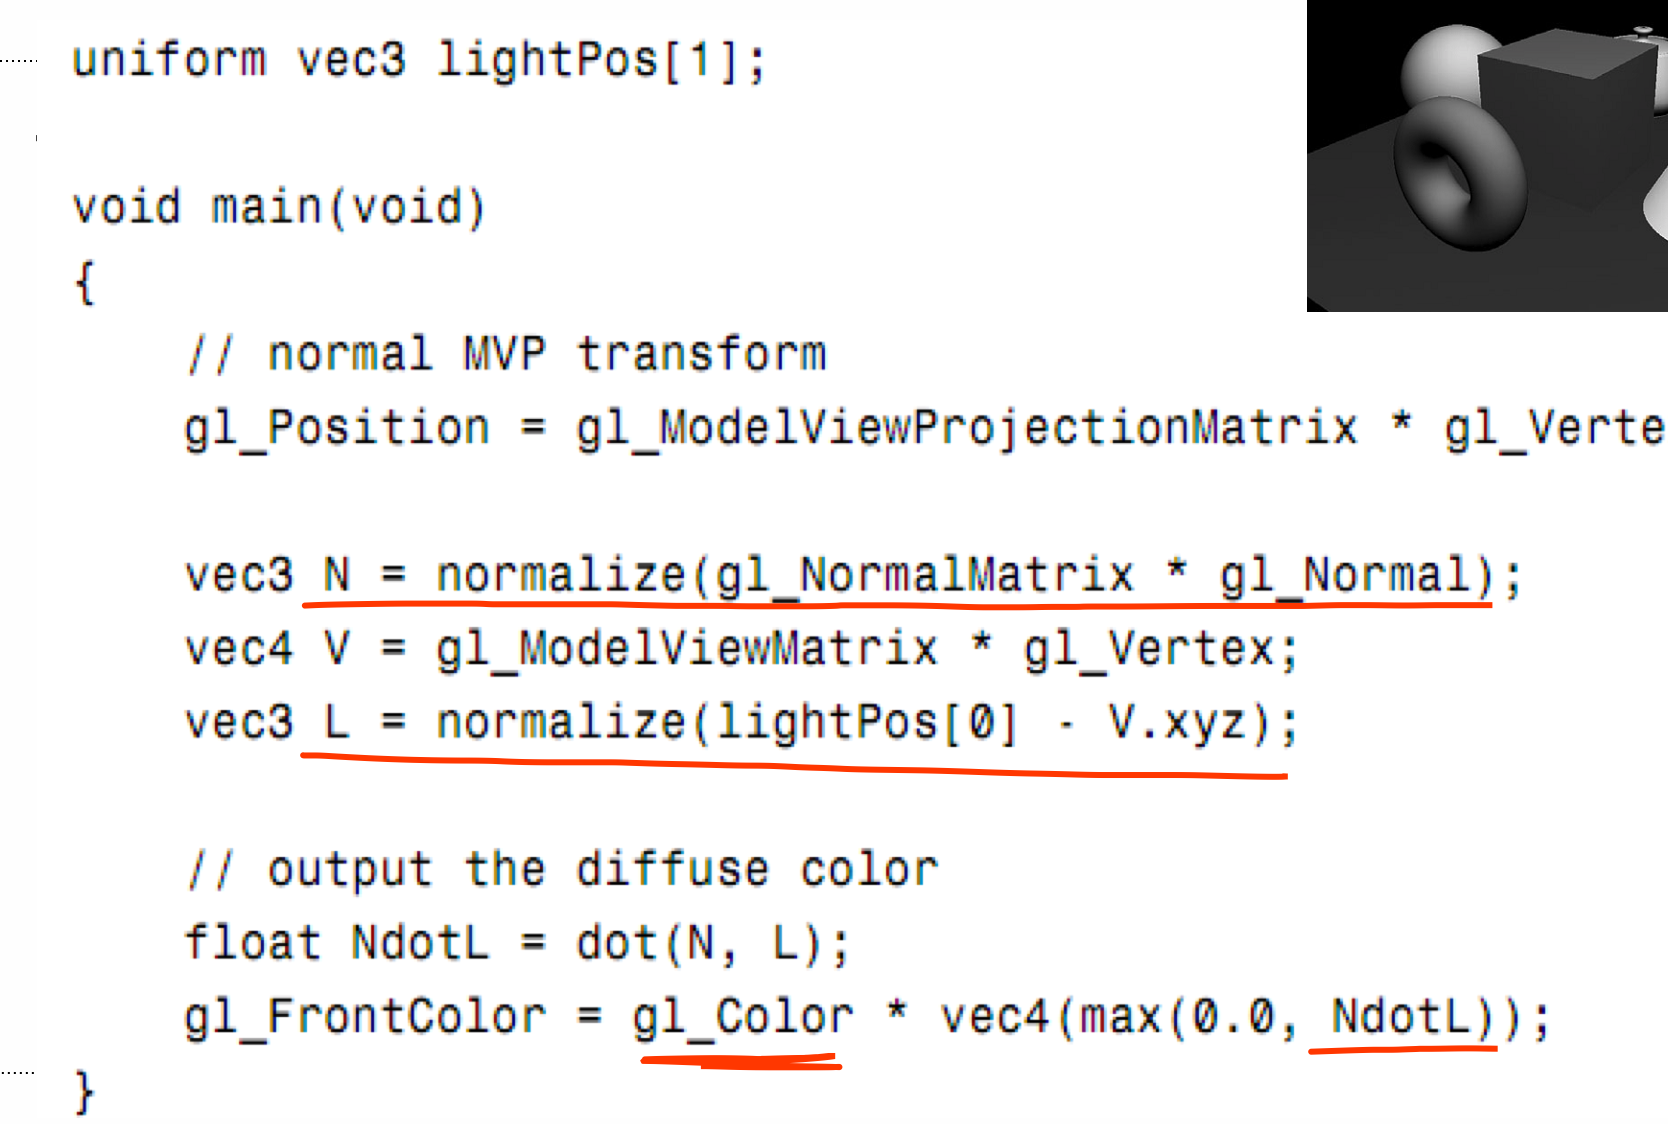 uniform vec3 lightPos[1];
void main(void)
{
// normal MVP transform
gl_Position = gl_ModelViewProjectionMatrix * gl_Verte
vec3 N = normalize(gl_NormalMatrix * gl_Normal);
vec4 V = gl_ModelViewMatrix * gl_Vertex;
vec3 L = normalize(lightPos[0] - V.xyz);
// output the diffuse color
float NdotL = dot(N, L);
gl_FrontColor = gl_Color * vec4(max(0.0, NdotL));
}